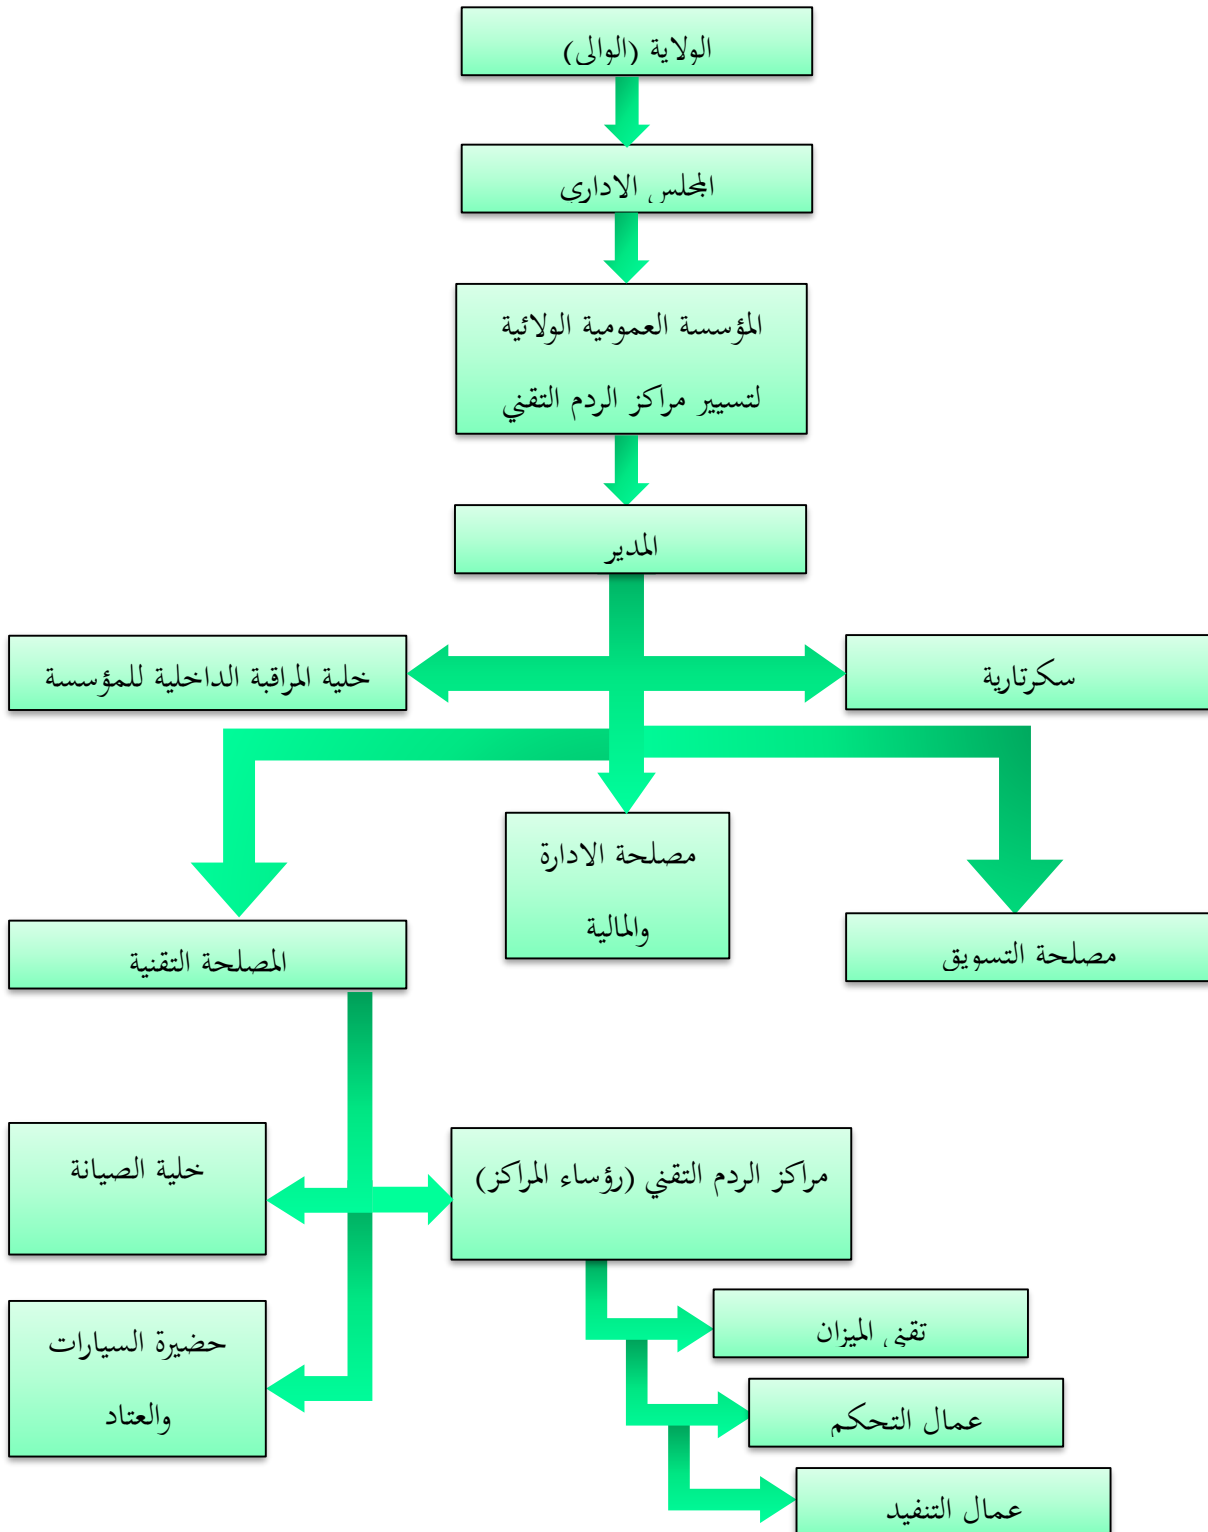 الولاية (الوالي)
المجلس الاداري
المؤسسة العمومية الولائية
لتسيير مراكز الردم التقني
المدير
سكرتارية
خلية المراقبة الداخلية للمؤسسة
مصلحة الادارة
والمالية
مصلحة التسويق
المصلحة التقنية
مراكز الردم التقني (رؤساء المراكز)
خلية الصيانة
تقني الميزان
حضيرة السيارات
والعتاد
عمال التحكم
عمال التنفيد